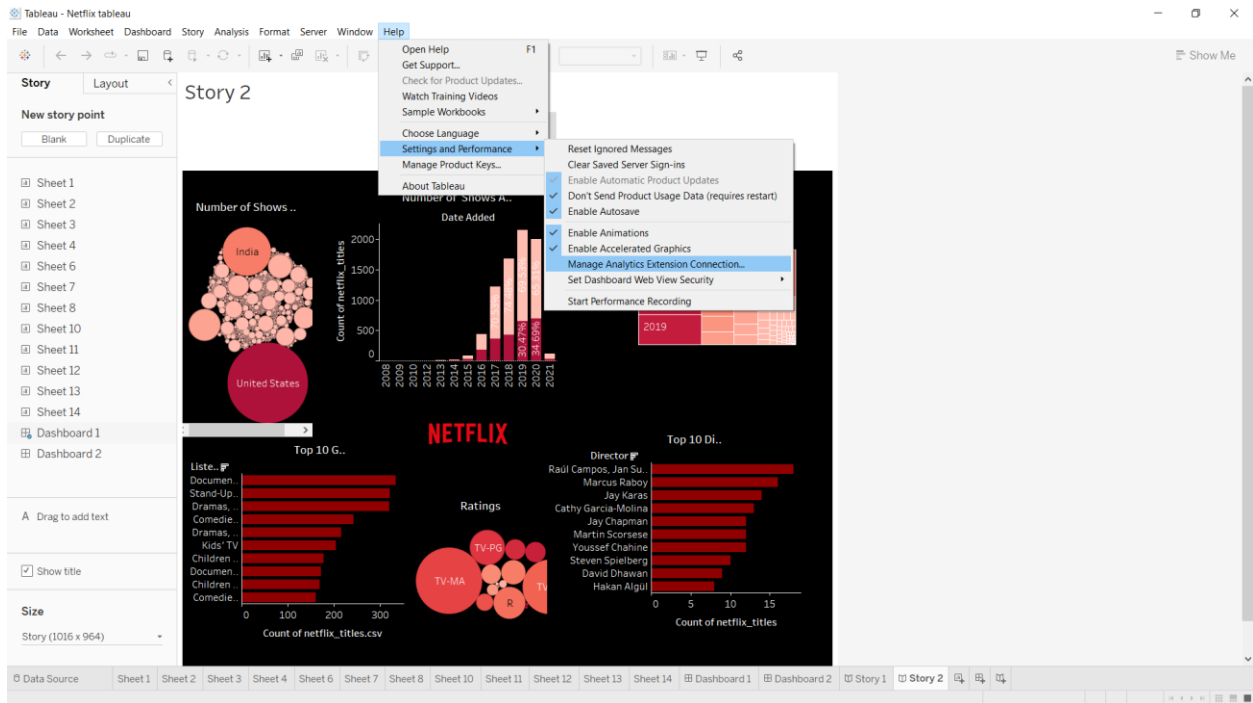 Tableau - Netflix tableau
File Data Worksheet Dashboard Story Analysis Format Server Window Help
Show Me
Open Help F1
Get Support...
Check for Product Updates...
Watch Training Videos
Sample Workbooks
Choose Language
Settings and Performance
Manage Product Keys...
About Tableau
Reset Ignored Messages
Clear Saved Server Sign-ins
Enable Automatic Product Updates
Don't Send Product Usage Data (requires restart)
Enable Autosave
Enable Animations
Enable Accelerated Graphics
Manage Analytics Extension Connection...
Set Dashboard Web View Security
Start Performance Recording
Story Layout
New story point
Blank Duplicate
Sheet 1
Sheet 2
Sheet 3
Sheet 4
Sheet 6
Sheet 7
Sheet 8
Sheet 10
Sheet 11
Sheet 12
Sheet 13
Sheet 14
Dashboard 1
Dashboard 2
A Drag to add text
Show title
Size
Story (1016 x 964)
Story 2
Number of Shows ..
India
United States
Number of Shows A..
Date Added
Count of netflix_titles
2000
1500
1000
500
0
30.47%
34.69%
2008
2009
2010
2011
2012
2013
2014
2015
2016
2017
2018
2019
2020
2021
2019
NETFLIX
Top 10 G..
Liste..
Documen..
Stand-Up..
Dramas, ..
Comedie..
Dramas, ..
Kids' TV
Children ..
Documen..
Children ..
Comedie..
0 100 200 300
Count of netflix_titles.csv
Ratings
TV-PG
TV-MA
TV
R
Top 10 Di..
Director
Raúl Campos, Jan Su..
Marcus Raboy
Jay Karas
Cathy Garcia-Molina
Jay Chapman
Martin Scorsese
Youssef Chahine
Steven Spielberg
David Dhawan
Hakan Algül
0 5 10 15
Count of netflix_titles
Data Source Sheet 1 Sheet 2 Sheet 3 Sheet 4 Sheet 6 Sheet 7 Sheet 8 Sheet 10 Sheet 11 Sheet 12 Sheet 13 Sheet 14 Dashboard 1 Dashboard 2 Story 1 Story 2